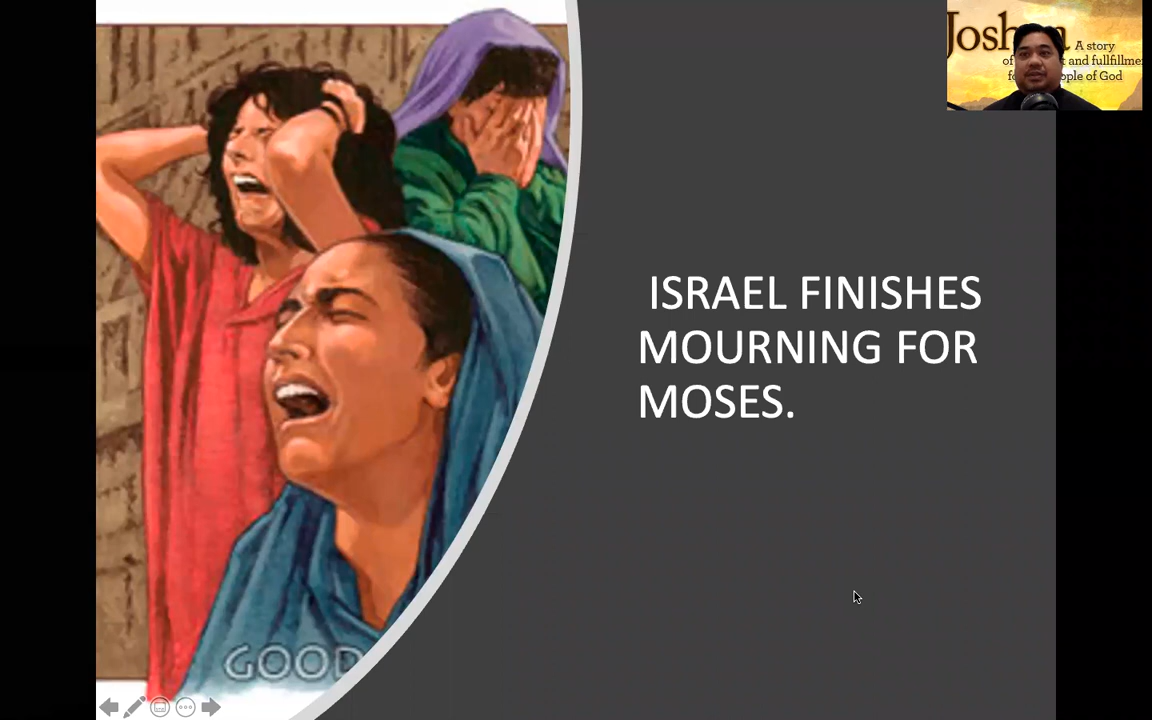 ISRAEL FINISHES
MOURNING FOR
MOSES.
GOOD
A story
and fullfillme
ople of God